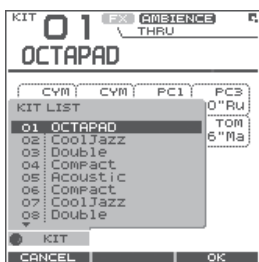 KIT 01 FX AMBIENCE
THRU
OCTAPAD
CYM CYM PC1 PC3
0"Ru
TOM
6"Ma
KIT LIST
01 OCTAPAD
02 CoolJazz
03 Double
04 Compact
05 Acoustic
06 Compact
07 CoolJazz
08 Double
KIT
CANCEL OK